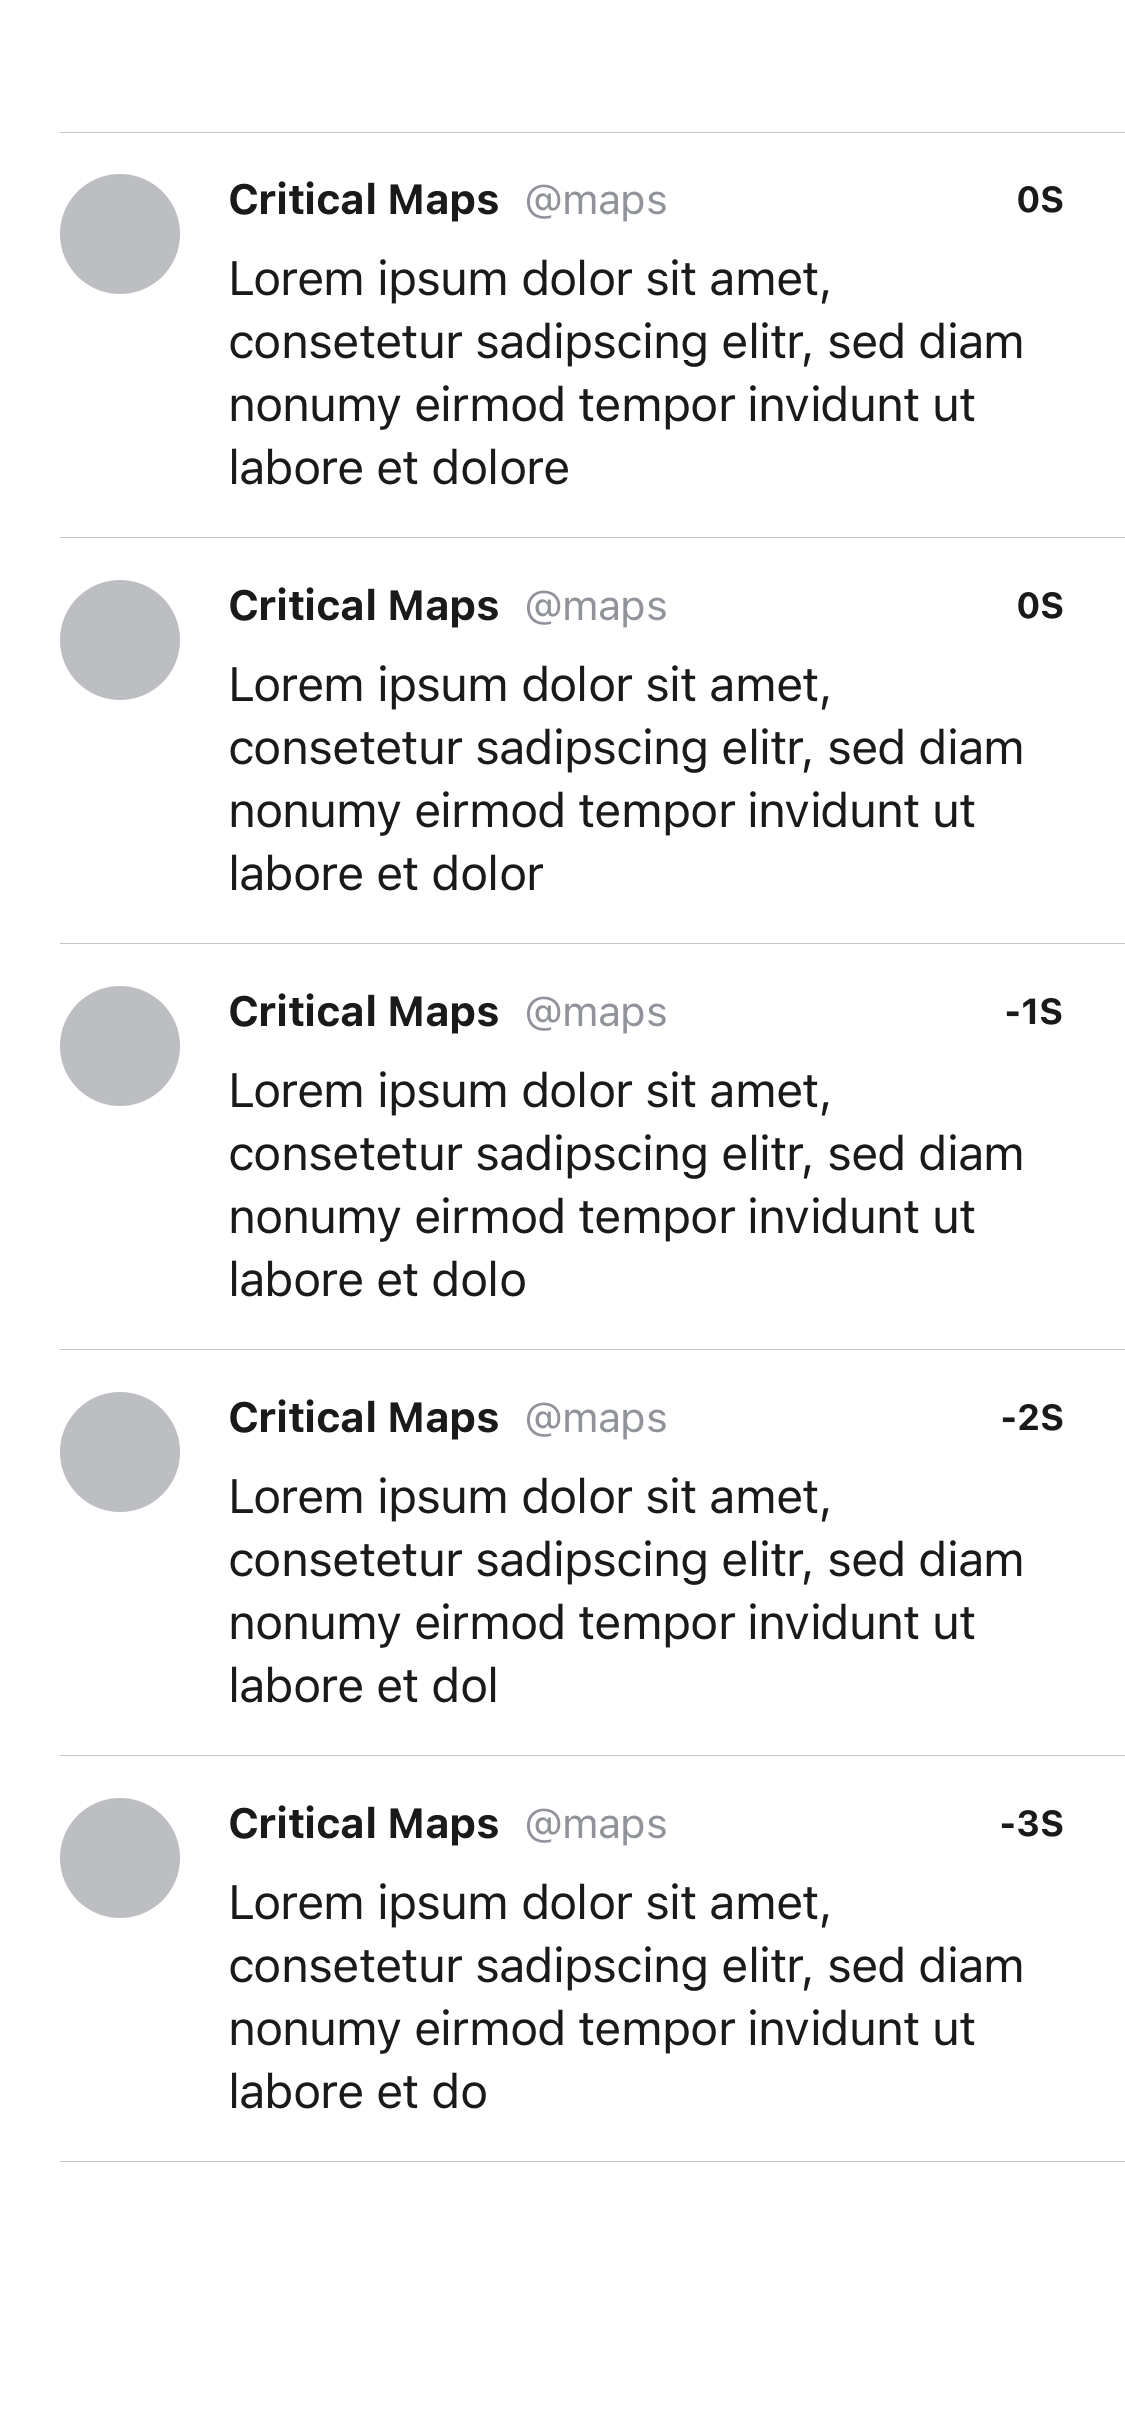 Critical Maps @maps 0S
Lorem ipsum dolor sit amet,
consetetur sadipscing elitr, sed diam
nonumy eirmod tempor invidunt ut
labore et dolore
Critical Maps @maps 0S
Lorem ipsum dolor sit amet,
consetetur sadipscing elitr, sed diam
nonumy eirmod tempor invidunt ut
labore et dolor
Critical Maps @maps -1S
Lorem ipsum dolor sit amet,
consetetur sadipscing elitr, sed diam
nonumy eirmod tempor invidunt ut
labore et dolo
Critical Maps @maps -2S
Lorem ipsum dolor sit amet,
consetetur sadipscing elitr, sed diam
nonumy eirmod tempor invidunt ut
labore et dol
Critical Maps @maps -3S
Lorem ipsum dolor sit amet,
consetetur sadipscing elitr, sed diam
nonumy eirmod tempor invidunt ut
labore et do